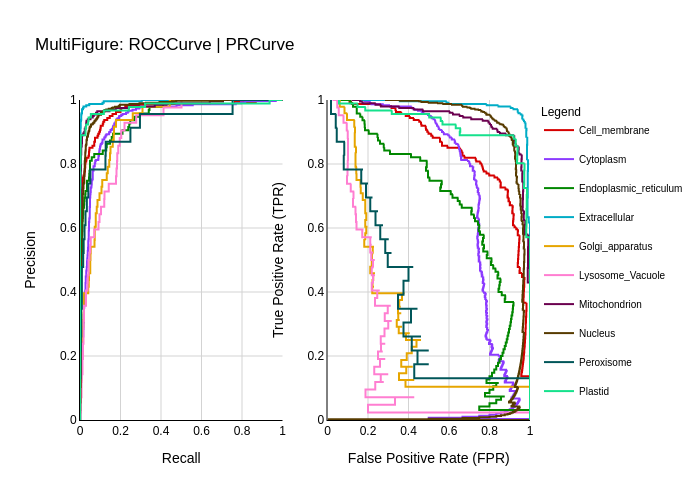 MultiFigure: ROCCurve | PRCurve
Legend
Cell_membrane
Cytoplasm
Endoplasmic_reticulum
Extracellular
Golgi_apparatus
Lysosome_Vacuole
Mitochondrion
Nucleus
Peroxisome
Plastid
Precision
1
0.8
0.6
0.4
0.2
0
0 0.2 0.4 0.6 0.8 1
Recall
True Positive Rate (TPR)
1
0.8
0.6
0.4
0.2
0
0 0.2 0.4 0.6 0.8 1
False Positive Rate (FPR)